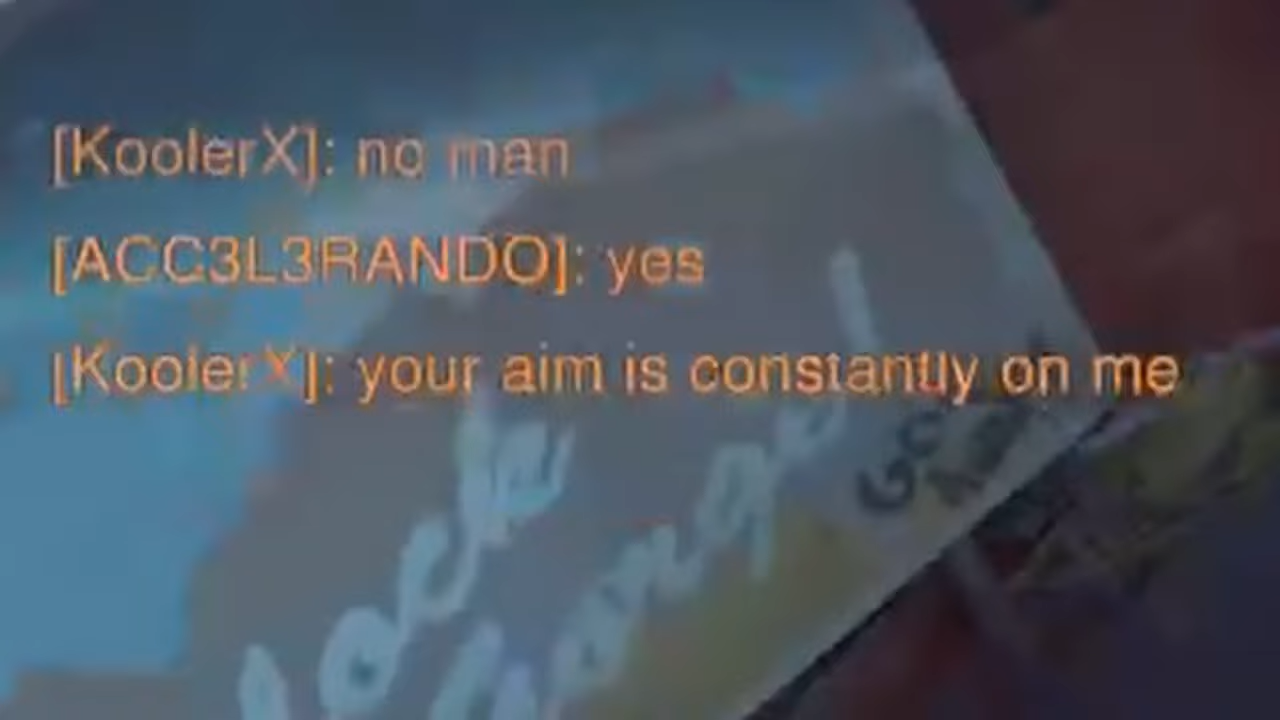 [KoolerX]: no man
[ACC3L3RANDO]: yes
[KoolerX]: your aim is constantly on me